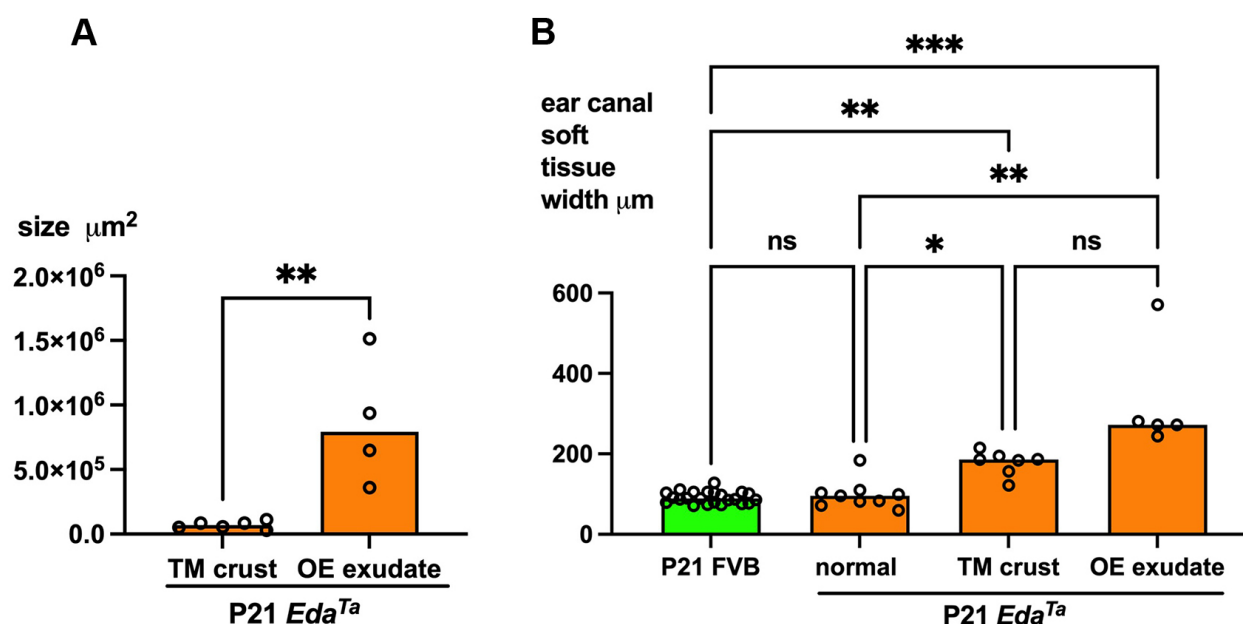 A
size μm²
2.0×10⁶
1.5×10⁶
1.0×10⁶
5.0×10⁵
0.0
**
TM crust OE exudate
P21 Edaᵀᵃ
B
ear canal
soft
tissue
width μm
***
**
**
ns * ns
600
400
200
0
P21 FVB normal TM crust OE exudate
P21 Edaᵀᵃ